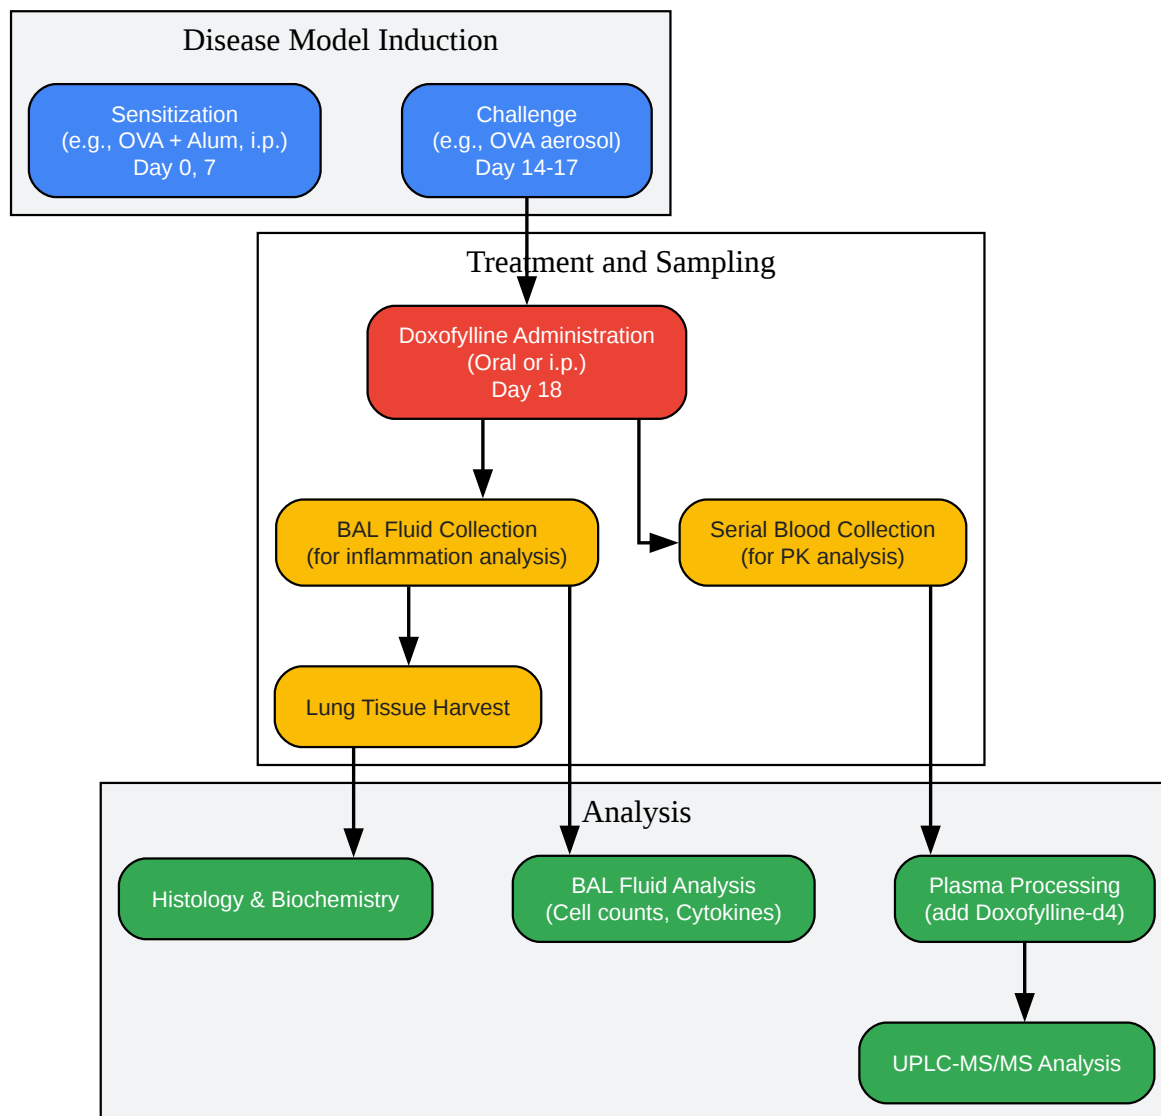 Disease Model Induction
Sensitization
(e.g., OVA + Alum, i.p.)
Day 0, 7
Challenge
(e.g., OVA aerosol)
Day 14-17
Treatment and Sampling
Doxofylline Administration
(Oral or i.p.)
Day 18
BAL Fluid Collection
(for inflammation analysis)
Serial Blood Collection
(for PK analysis)
Lung Tissue Harvest
Analysis
Histology & Biochemistry
BAL Fluid Analysis
(Cell counts, Cytokines)
Plasma Processing
(add Doxofylline-d4)
UPLC-MS/MS Analysis